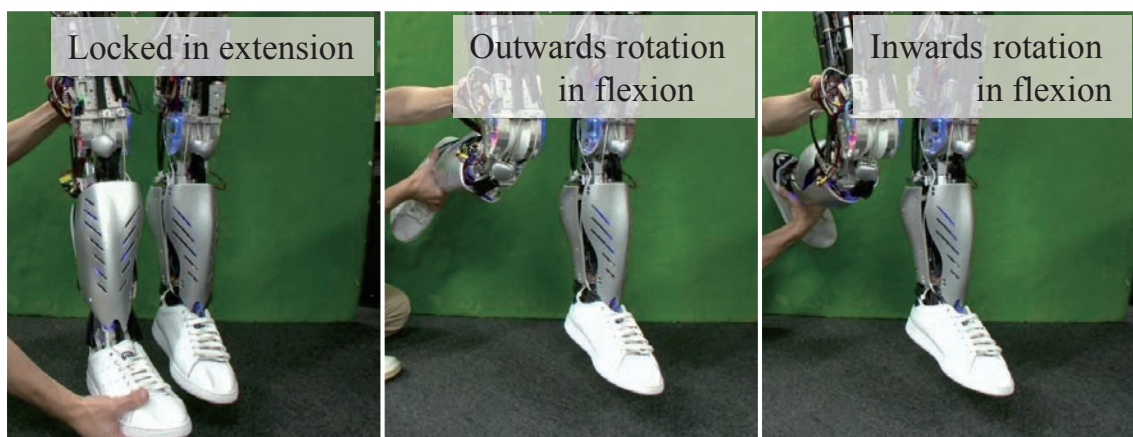 Locked in extension
Outwards rotation
in flexion
Inwards rotation
in flexion